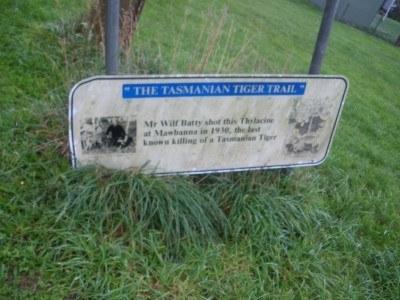 " THE TASMANIAN TIGER TRAIL "
Mr Wilf Batty shot this Thylacine
at Mawbanna in 1930, the last
known killing of a Tasmanian Tiger